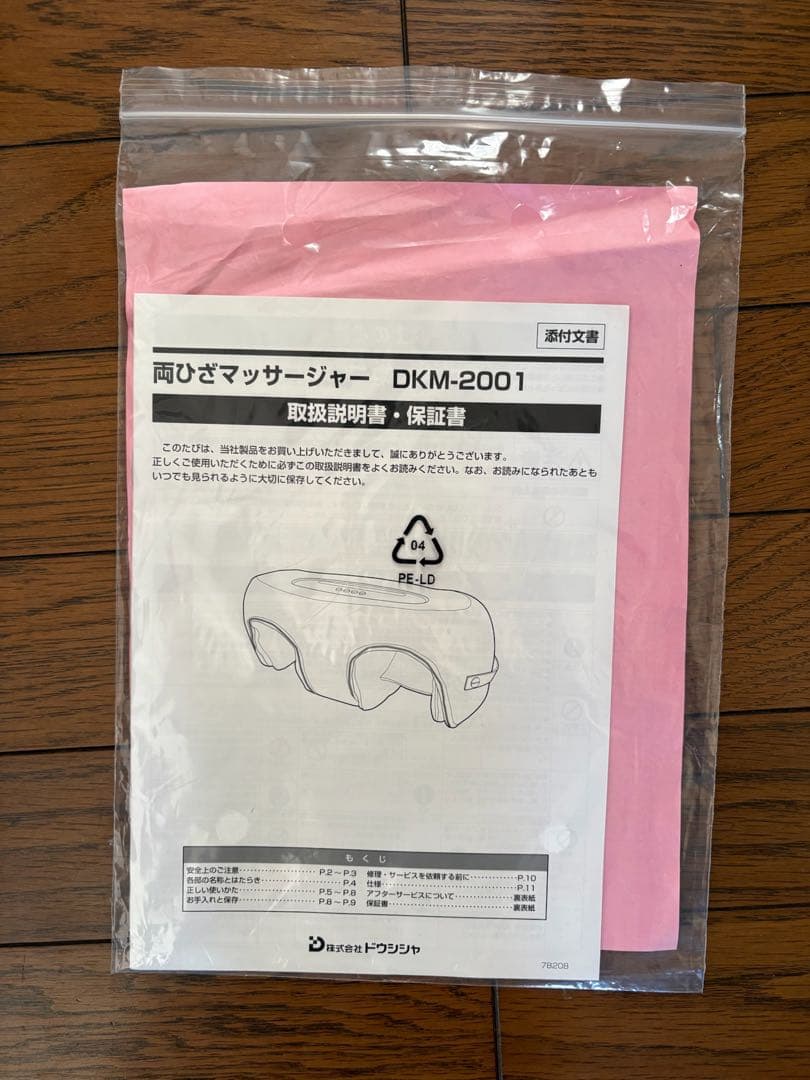 添付文書
両ひざマッサージャー DKM-2001
取扱説明書・保証書
このたびは、当社製品をお買い上げいただきまして、誠にありがとうございます。
正しくご使用いただくために必ずこの取扱説明書をよくお読みください。なお、お読みになられたあとも
いつでも見られるように大切に保存してください。
04
PE-LD
もくじ
安全上のご注意 P.2〜P.3
各部の名称とはたらき P.4
正しい使いかた P.5〜P.8
お手入れと保存 P.8〜P.9
修理・サービスを依頼する前に P.10
仕様 P.11
アフターサービスについて 裏表紙
保証書 裏表紙
株式会社ドウシシャ
7B208